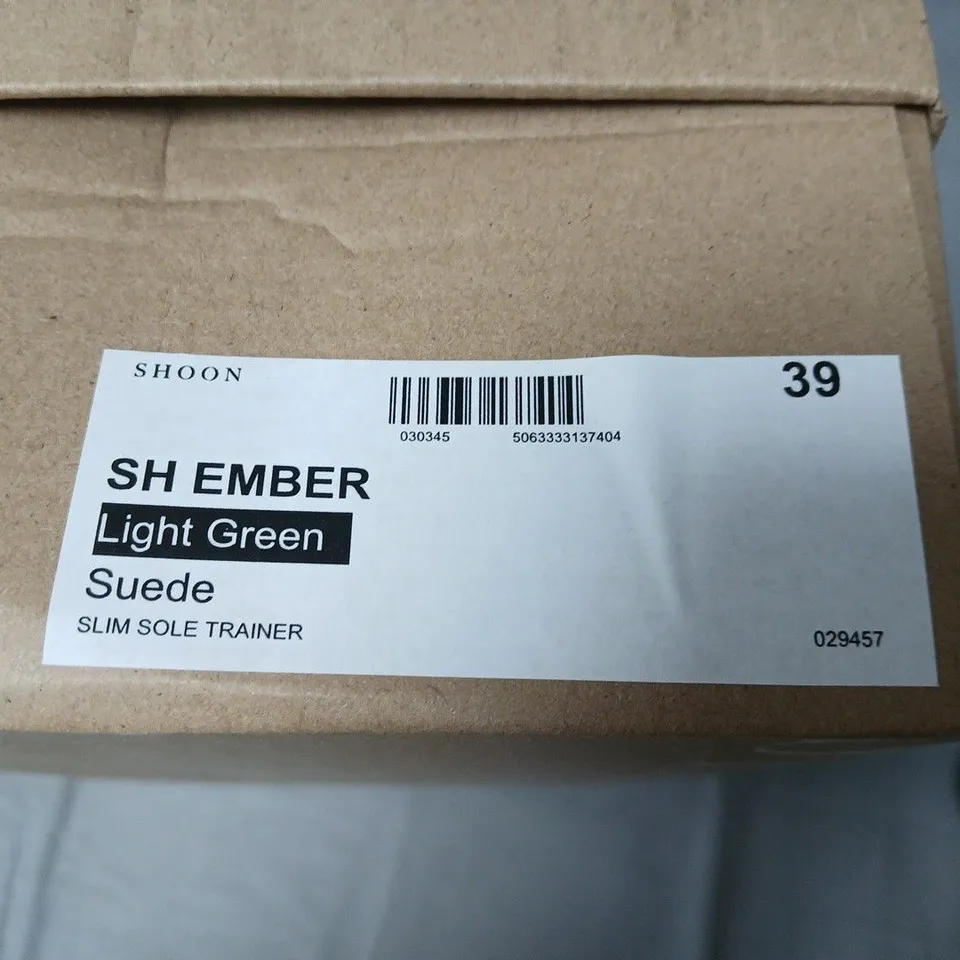 SHOON
39
030345 5063333137404
SH EMBER
Light Green
Suede
SLIM SOLE TRAINER
029457